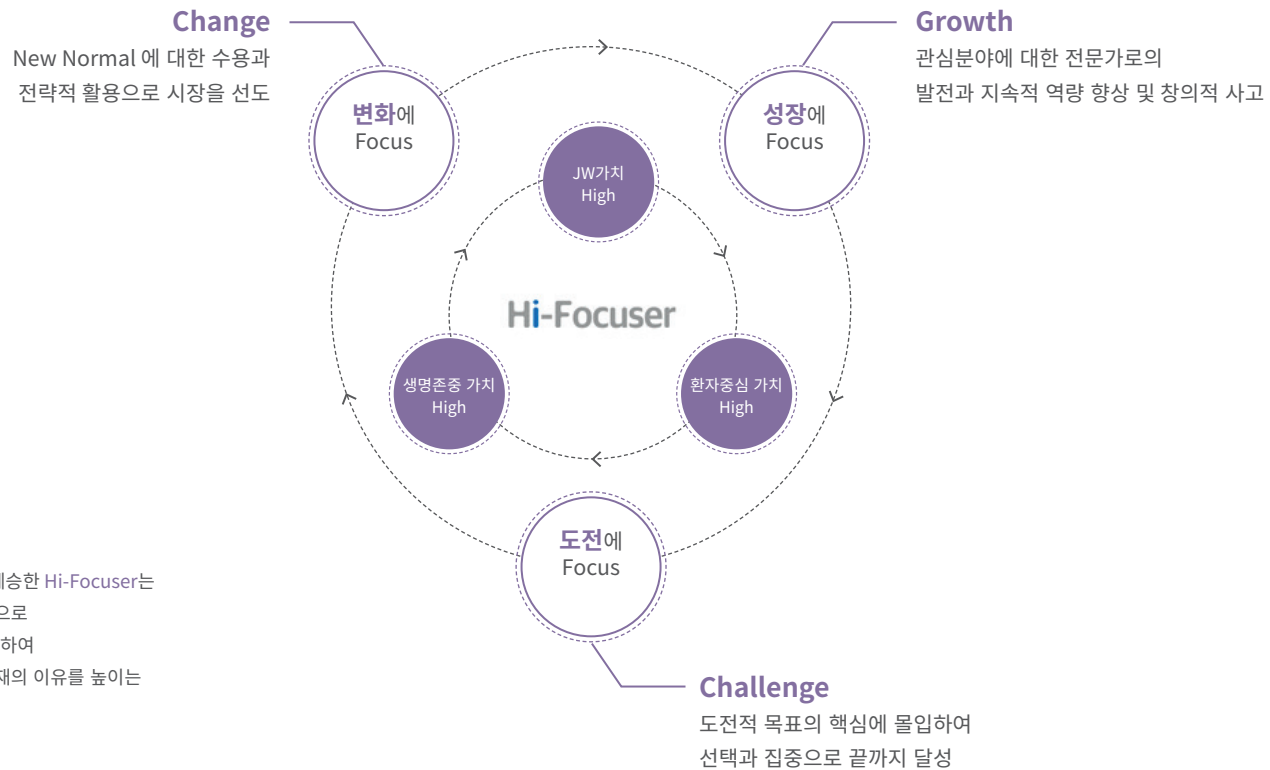 Change
New Normal 에 대한 수용과
전략적 활용으로 시장을 선도
Growth
관심분야에 대한 전문가로의
발전과 지속적 역량 향상 및 창의적 사고
변화에
Focus
성장에
Focus
JW가치
High
Hi-Focuser
생명존중 가치
High
환자중심 가치
High
도전에
Focus
Hi-Focuser는
으로
하여
이유를 높이는
Challenge
도전적 목표의 핵심에 몰입하여
선택과 집중으로 끝까지 달성